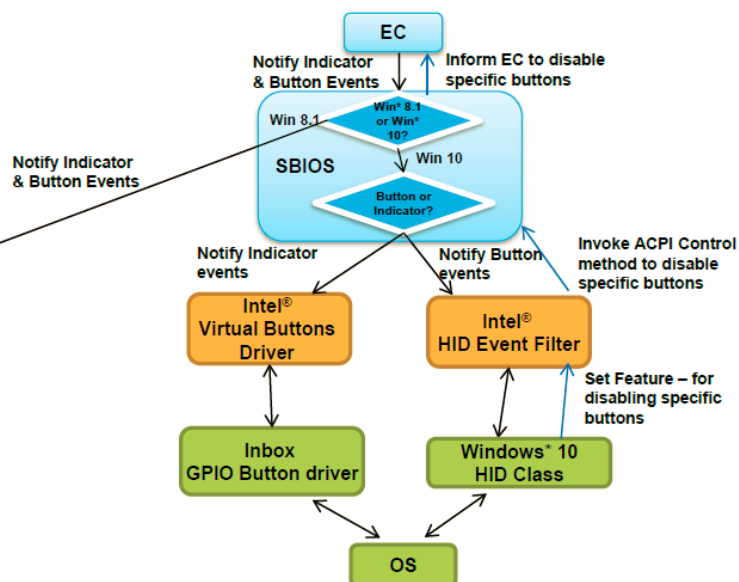 EC
Notify Indicator
& Button Events
Inform EC to disable
specific buttons
Win 8.1
Win* 8.1
or Win*
10?
Notify Indicator
& Button Events
SBIOS
Win 10
Button or
Indicator?
Notify Indicator
events
Notify Button
events
Invoke ACPI Control
method to disable
specific buttons
Intel®
Virtual Buttons
Driver
Intel®
HID Event Filter
Set Feature – for
disabling specific
buttons
Inbox
GPIO Button driver
Windows* 10
HID Class
OS